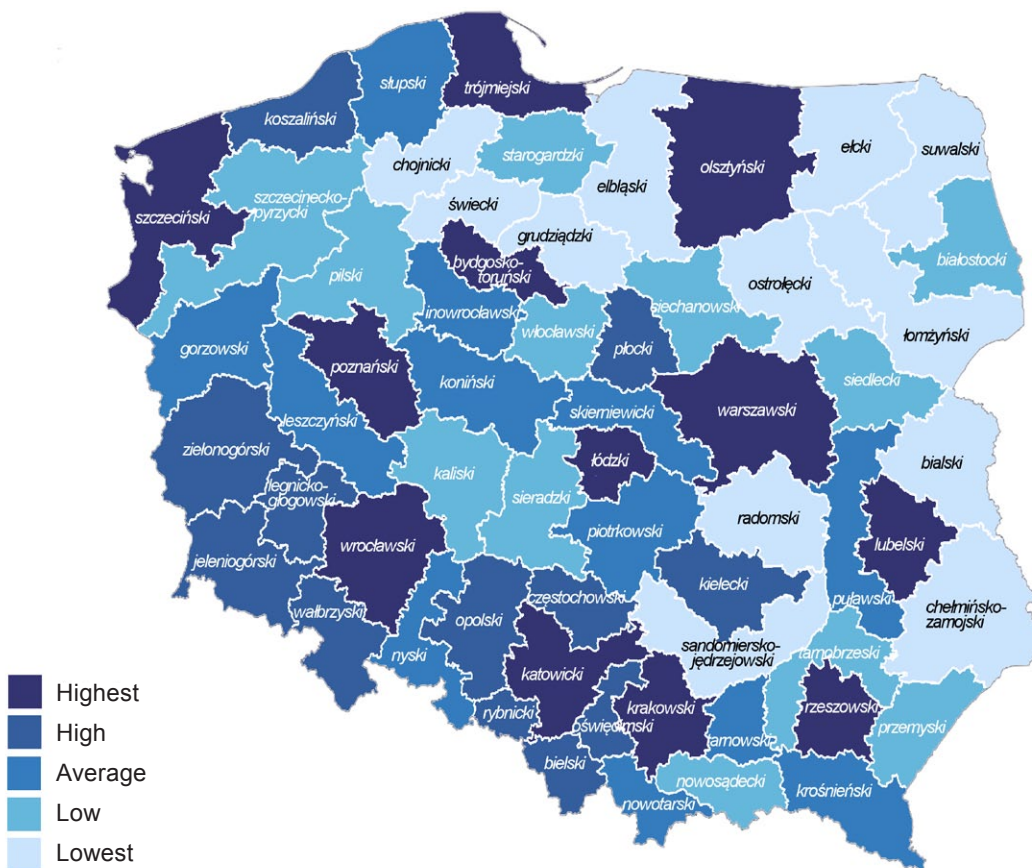 słupski
trójmiejski
koszaliński
chojnicki
starogardzki
olsztyński
ełcki
suwalski
szczecinecko-
pyrzycki
elbląski
świecki
szczeciński
grudziądzki
bydgosko-
toruński
białostocki
pilski
ostrołęcki
inowrocławski
siechanowski
włocławski
łomżyński
gorzowski
płocki
poznański
koniński
siedlecki
leszczyński
skierniewicki
warszawski
zielonogórski
łódzki
bialski
kaliski
sieradzki
legnicko-
głogowski
radomski
wrocławski
piotrkowski
lubelski
jeleniogórski
kielecki
częstochowski
puławski
wałbrzyski
opolski
chełmińsko-
zamojski
nyski
sandomiersko-
jędrzejowski
tarnobrzeski
katowicki
krakowski
rzeszowski
rybnicki
oświęcimski
przemyski
tarnowski
bielski
nowosądecki
krośnieński
nowotarski
Highest
High
Average
Low
Lowest